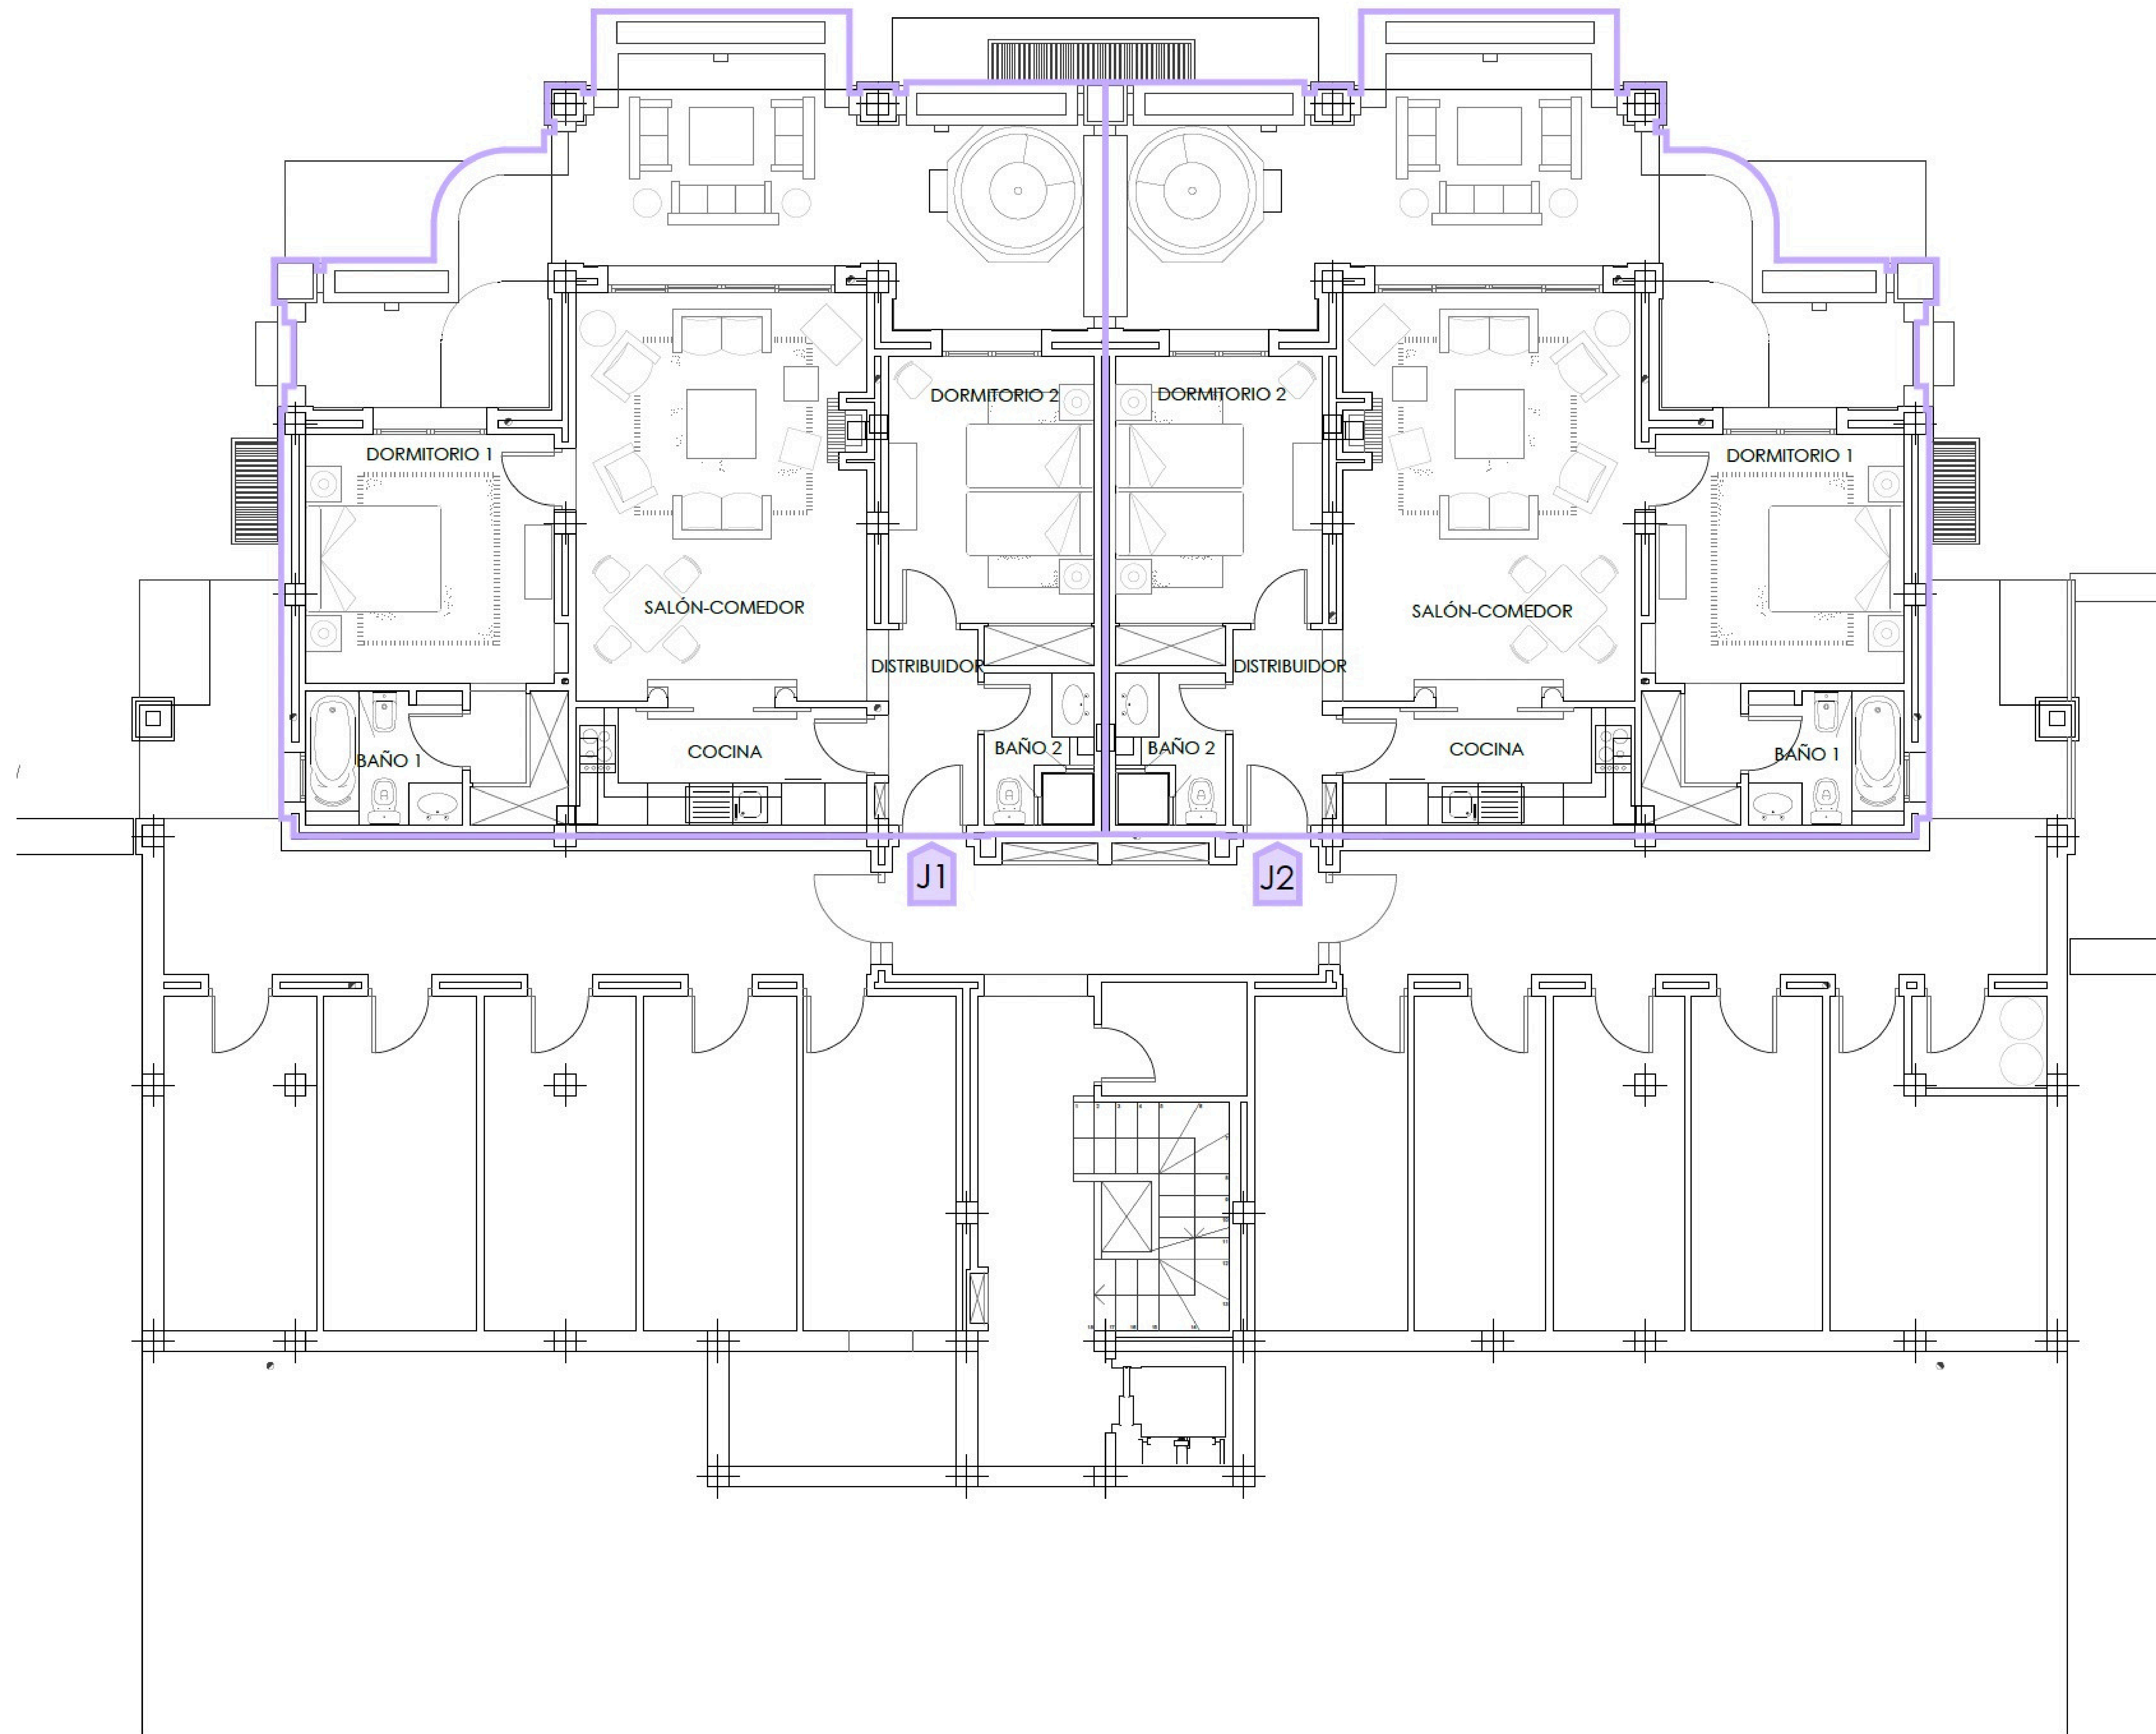 DORMITORIO 2
DORMITORIO 2
DORMITORIO 1
DORMITORIO 1
SALÓN-COMEDOR
SALÓN-COMEDOR
DISTRIBUIDOR
DISTRIBUIDOR
BAÑO 1
COCINA
BAÑO 2
BAÑO 2
COCINA
BAÑO 1
J1
J2